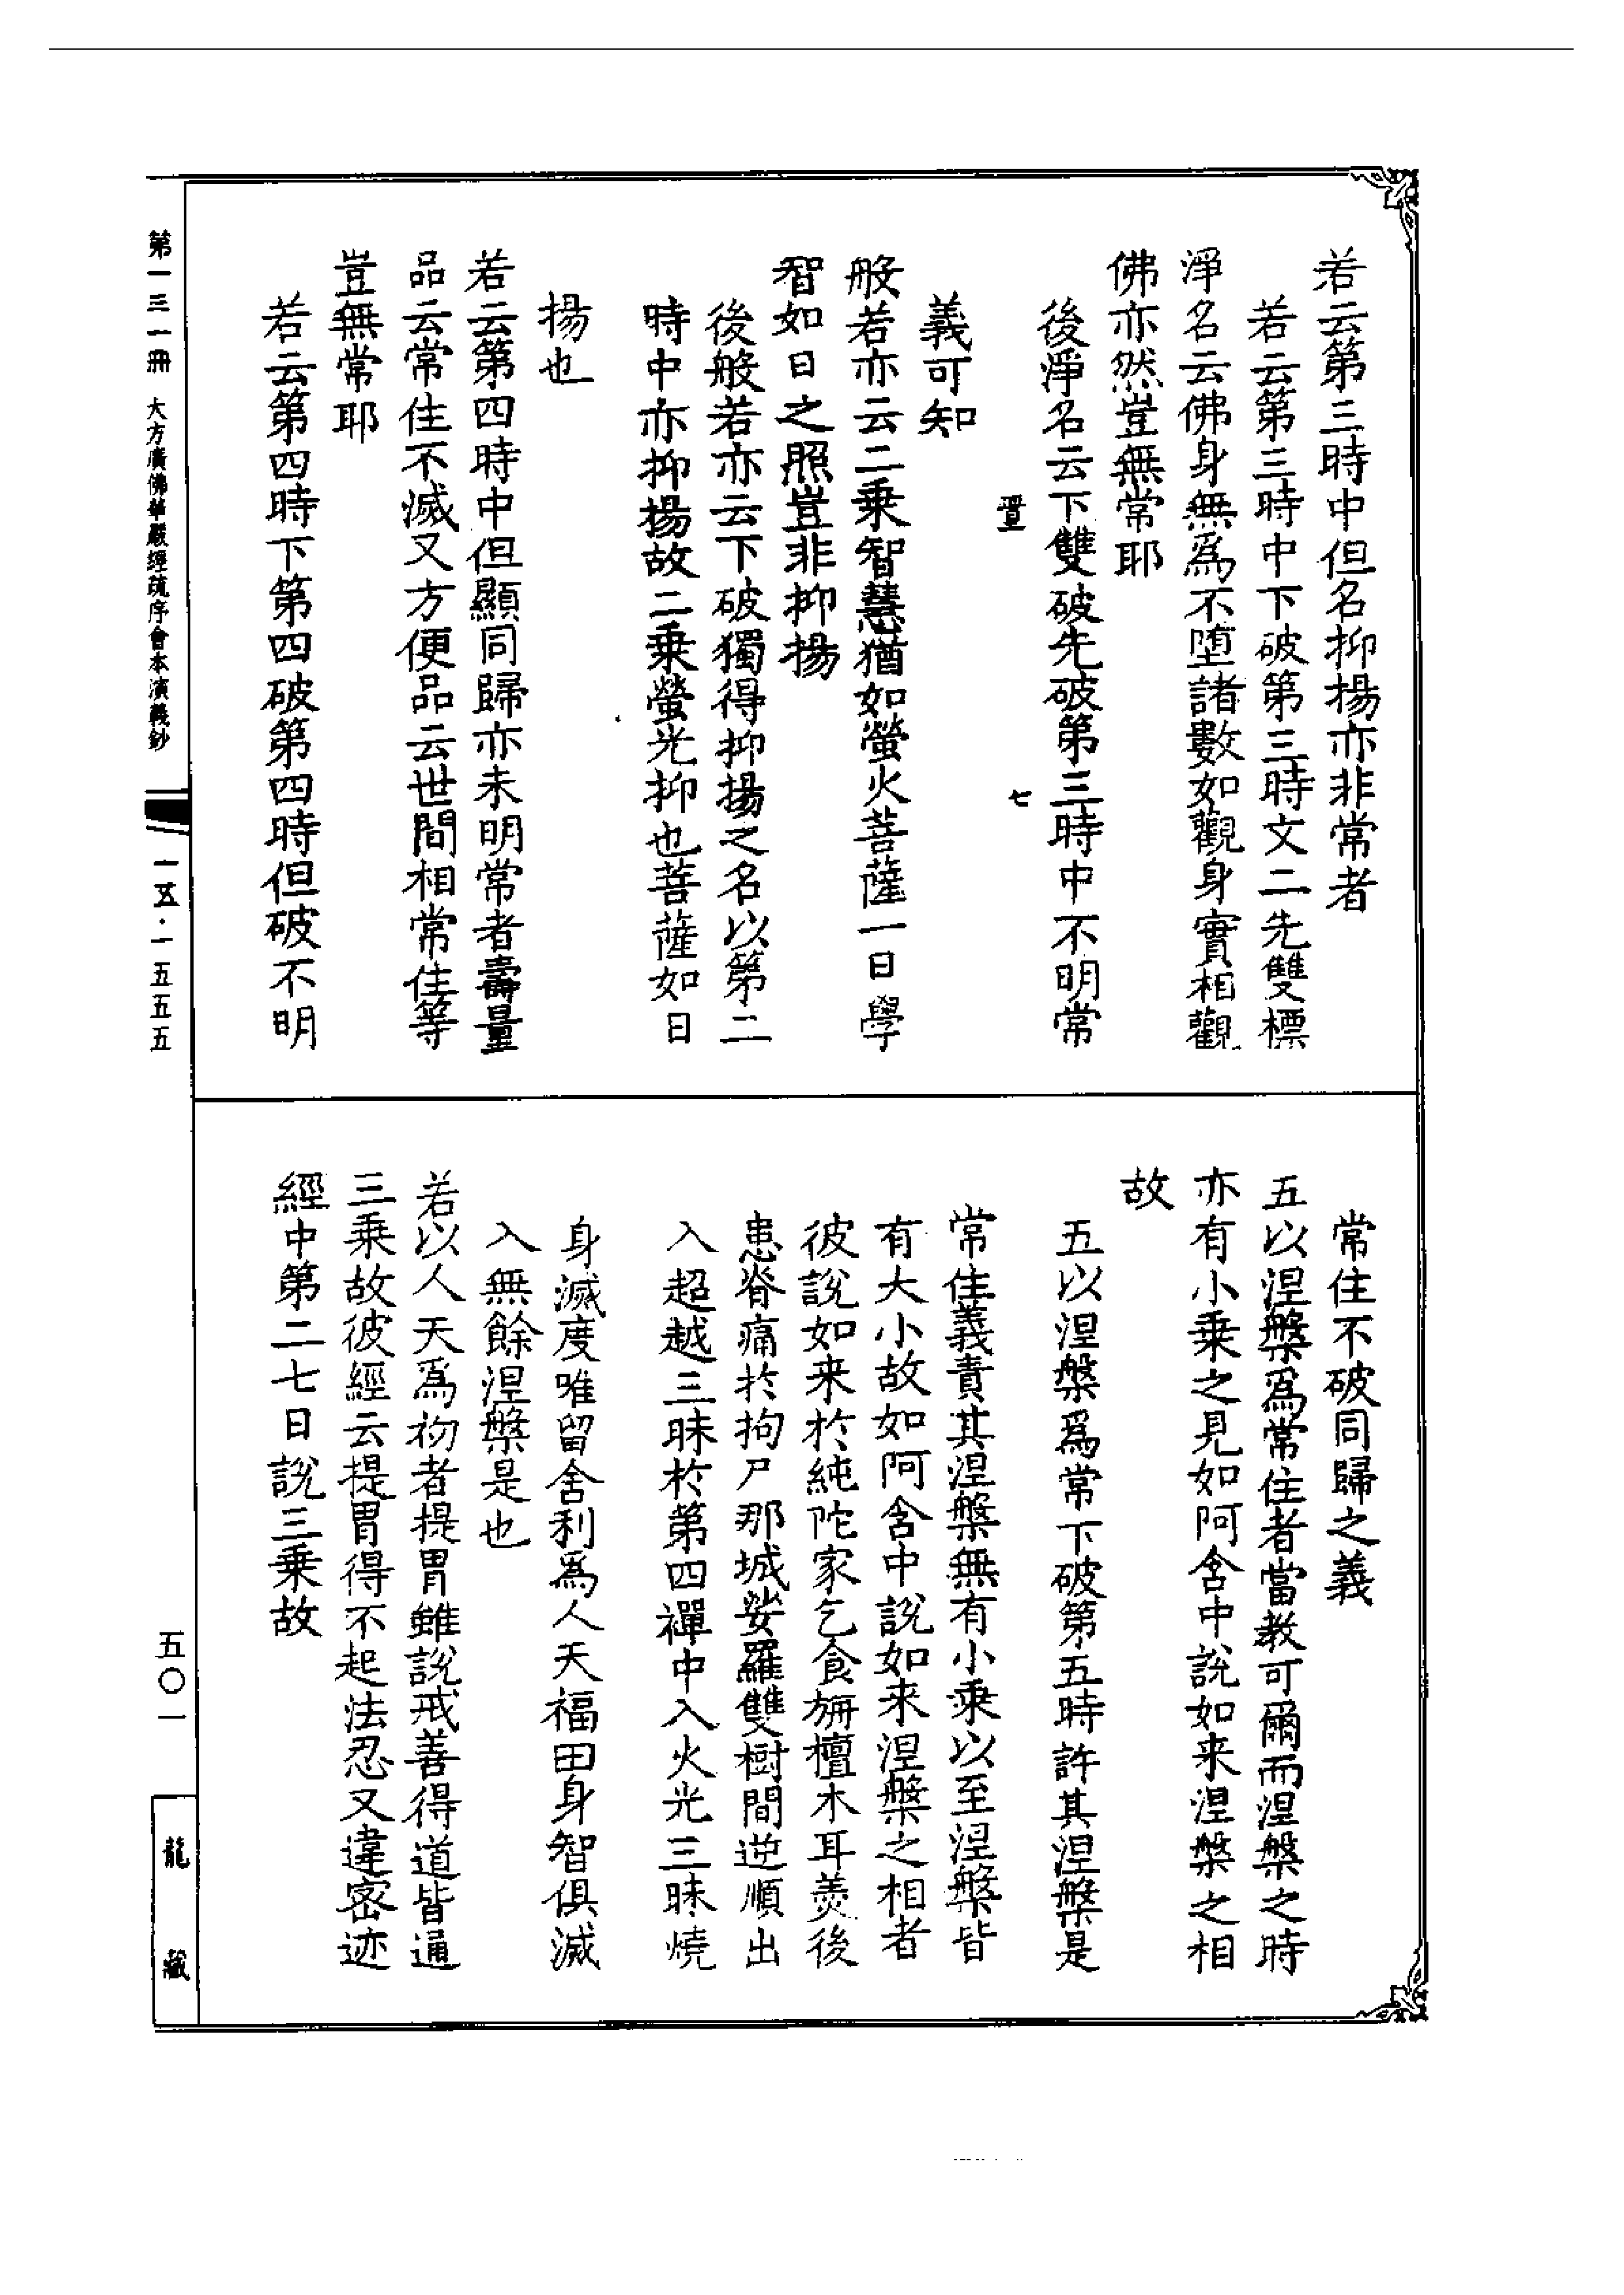 若云第三時中但名抑揚亦非常者
若云第三時中下破第三時文二先雙標
淨名云佛身無爲不墮諸數如觀身實相觀
佛亦然豈無常耶
後淨名云下雙破先破第三時中不明常
七
義可知
般若亦云二乘智慧猶如螢火菩薩一日學
智如日之照豈非抑揚
後般若亦云下破獨得抑揚之名以第二
時中亦抑揚故二乘螢光抑也菩薩如日
揚也
若云第四時中但顯同歸亦未明常者壽量
品云常住不滅又方便品云世間相常住等
豈無常耶
若云第四時下第四破第四時但破不明
常住不破同歸之義
五以涅槃爲常住者當教可爾而涅槃之時
亦有小乘之見如阿含中說如来涅槃之相
故
五以涅槃爲常下破第五時許其涅槃是
常住義責其涅槃無有小乘以至涅槃皆
有大小故如阿含中說如来涅槃之相者
彼說如来於純陀家乞食旃檀木耳羹後
患脊痛於拘尸那城娑羅雙樹間逆順出
入超越三昧於第四禪中入火光三昧燒
身滅度唯留舍利爲人天福田身智俱滅
入無餘涅槃是也
若以人天爲初者提胃雖說戒善得道皆通
三乘故彼經云提胃得不起法忍又違密迹
經中第二七日說三乘故
第一三一冊 大方廣佛華嚴經疏序會本演義鈔
一五·一五五五
五〇一
龍藏